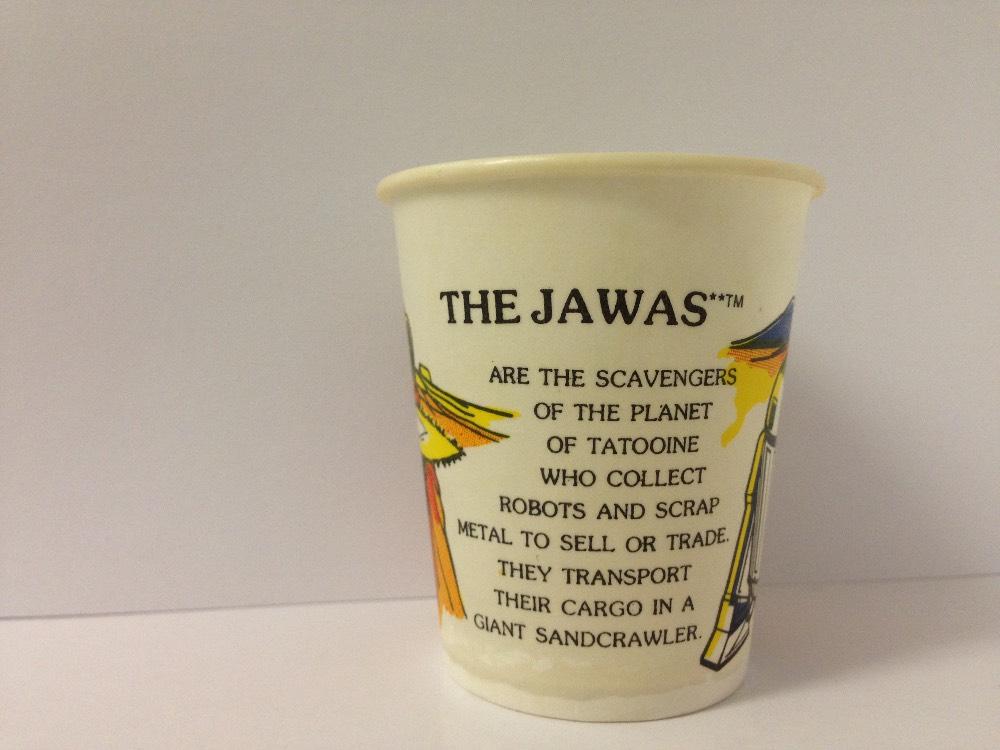 THE JAWAS**TM
ARE THE SCAVENGERS
OF THE PLANET
OF TATOOINE
WHO COLLECT
ROBOTS AND SCRAP
METAL TO SELL OR TRADE.
THEY TRANSPORT
THEIR CARGO IN A
GIANT SANDCRAWLER.